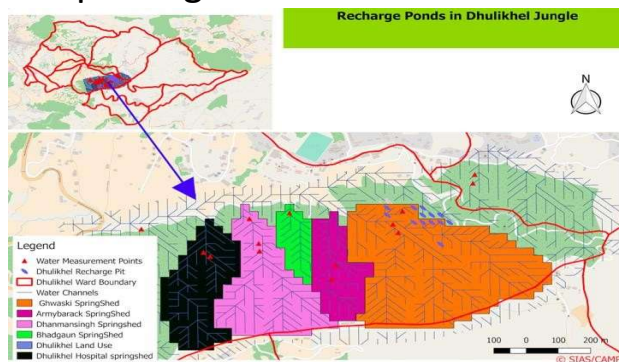 Recharge Ponds in Dhulikhel Jungle
N
Legend
Water Measurement Points
Dhulikhel Recharge Pit
Dhulikhel Ward Boundary
Water Channels
Ghwaski SpringShed
Armybarack SpringShed
Dhanmansingh Springshed
Bhadgaun SpringShed
Dhulikhel Land Use
Dhulikhel Hospital springshed
100 0 100 200 m
© SIAS/CAMP